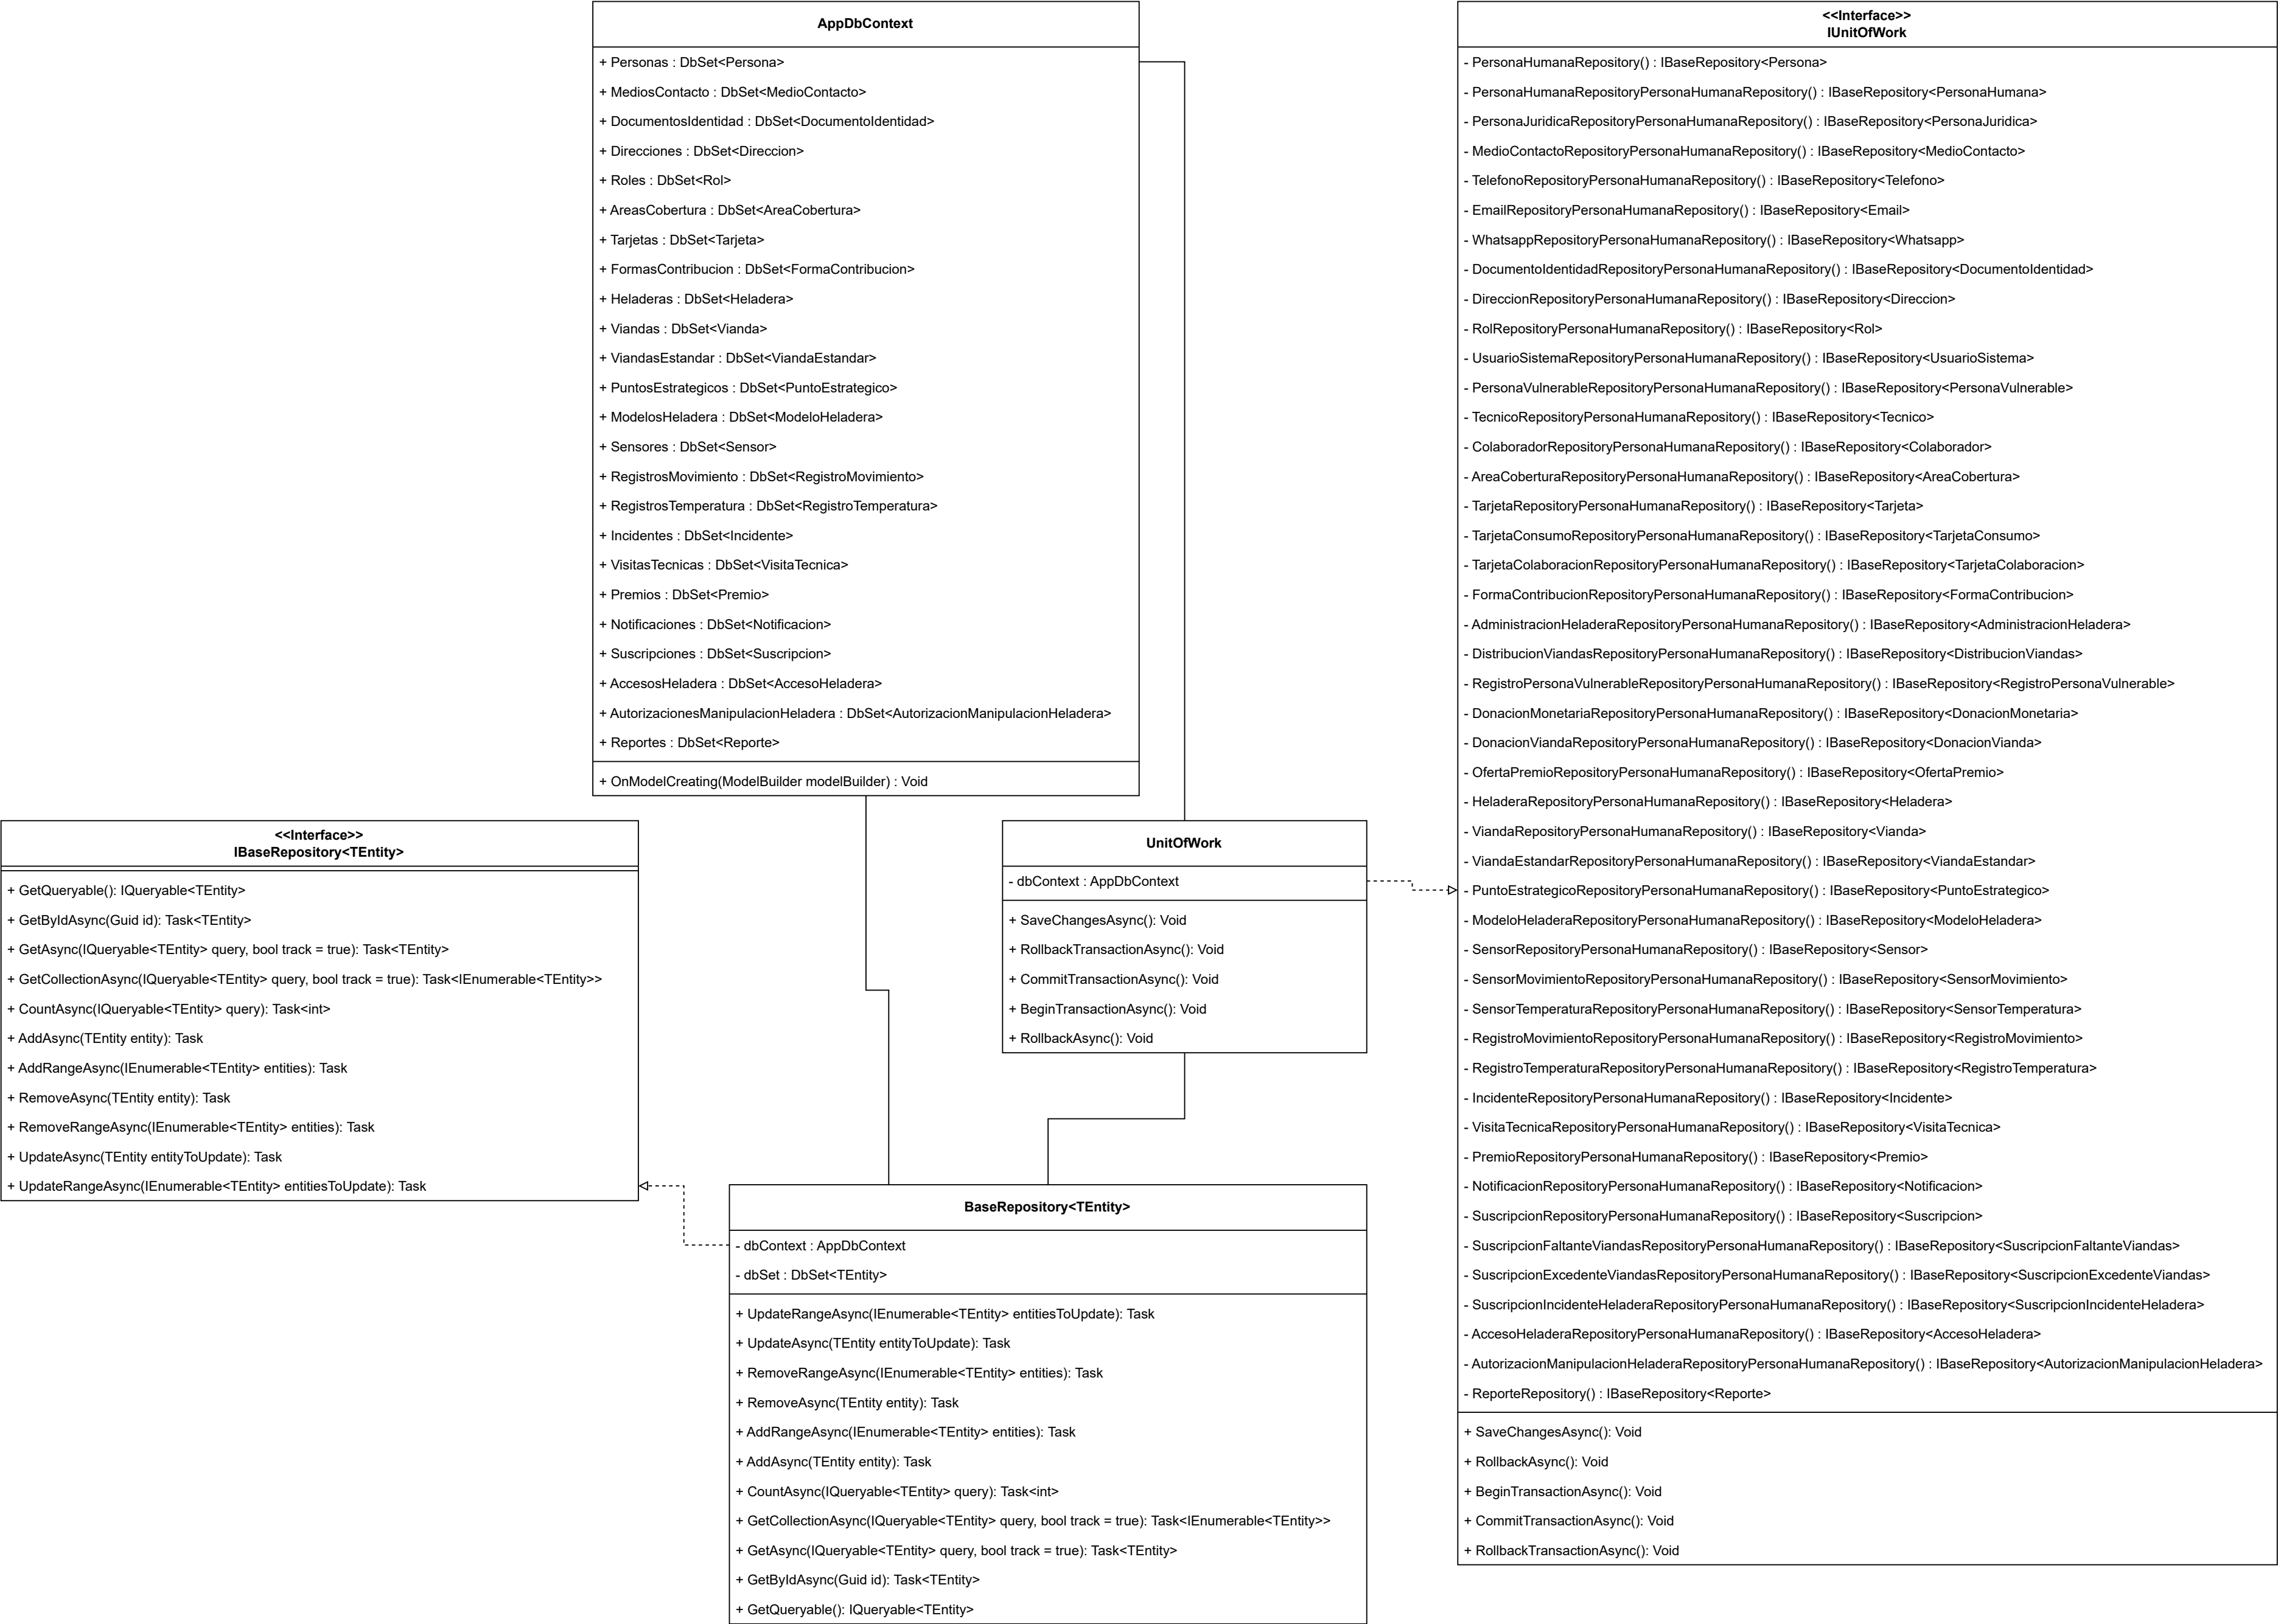 AppDbContext
+ Personas : DbSet<Persona>
+ MediosContacto : DbSet<MedioContacto>
+ DocumentosIdentidad : DbSet<DocumentoIdentidad>
+ Direcciones : DbSet<Direccion>
+ Roles : DbSet<Rol>
+ AreasCobertura : DbSet<AreaCobertura>
+ Tarjetas : DbSet<Tarjeta>
+ FormasContribucion : DbSet<FormaContribucion>
+ Heladeras : DbSet<Heladera>
+ Viandas : DbSet<Vianda>
+ ViandasEstandar : DbSet<ViandaEstandar>
+ PuntosEstrategicos : DbSet<PuntoEstrategico>
+ ModelosHeladera : DbSet<ModeloHeladera>
+ Sensores : DbSet<Sensor>
+ RegistrosMovimiento : DbSet<RegistroMovimiento>
+ RegistrosTemperatura : DbSet<RegistroTemperatura>
+ Incidentes : DbSet<Incidente>
+ VisitasTecnicas : DbSet<VisitaTecnica>
+ Premios : DbSet<Premio>
+ Notificaciones : DbSet<Notificacion>
+ Suscripciones : DbSet<Suscripcion>
+ AccesosHeladera : DbSet<AccesoHeladera>
+ AutorizacionesManipulacionHeladera : DbSet<AutorizacionManipulacionHeladera>
+ Reportes : DbSet<Reporte>
+ OnModelCreating(ModelBuilder modelBuilder) : Void
<<Interface>>
IUnitOfWork
- PersonaHumanaRepository() : IBaseRepository<Persona>
- PersonaHumanaRepositoryPersonaHumanaRepository() : IBaseRepository<PersonaHumana>
- PersonaJuridicaRepositoryPersonaHumanaRepository() : IBaseRepository<PersonaJuridica>
- MedioContactoRepositoryPersonaHumanaRepository() : IBaseRepository<MedioContacto>
- TelefonoRepositoryPersonaHumanaRepository() : IBaseRepository<Telefono>
- EmailRepositoryPersonaHumanaRepository() : IBaseRepository<Email>
- WhatsappRepositoryPersonaHumanaRepository() : IBaseRepository<Whatsapp>
- DocumentoIdentidadRepositoryPersonaHumanaRepository() : IBaseRepository<DocumentoIdentidad>
- DireccionRepositoryPersonaHumanaRepository() : IBaseRepository<Direccion>
- RolRepositoryPersonaHumanaRepository() : IBaseRepository<Rol>
- UsuarioSistemaRepositoryPersonaHumanaRepository() : IBaseRepository<UsuarioSistema>
- PersonaVulnerableRepositoryPersonaHumanaRepository() : IBaseRepository<PersonaVulnerable>
- TecnicoRepositoryPersonaHumanaRepository() : IBaseRepository<Tecnico>
- ColaboradorRepositoryPersonaHumanaRepository() : IBaseRepository<Colaborador>
- AreaCoberturaRepositoryPersonaHumanaRepository() : IBaseRepository<AreaCobertura>
- TarjetaRepositoryPersonaHumanaRepository() : IBaseRepository<Tarjeta>
- TarjetaConsumoRepositoryPersonaHumanaRepository() : IBaseRepository<TarjetaConsumo>
- TarjetaColaboracionRepositoryPersonaHumanaRepository() : IBaseRepository<TarjetaColaboracion>
- FormaContribucionRepositoryPersonaHumanaRepository() : IBaseRepository<FormaContribucion>
- AdministracionHeladeraRepositoryPersonaHumanaRepository() : IBaseRepository<AdministracionHeladera>
- DistribucionViandasRepositoryPersonaHumanaRepository() : IBaseRepository<DistribucionViandas>
- RegistroPersonaVulnerableRepositoryPersonaHumanaRepository() : IBaseRepository<RegistroPersonaVulnerable>
- DonacionMonetariaRepositoryPersonaHumanaRepository() : IBaseRepository<DonacionMonetaria>
- DonacionViandaRepositoryPersonaHumanaRepository() : IBaseRepository<DonacionVianda>
- OfertaPremioRepositoryPersonaHumanaRepository() : IBaseRepository<OfertaPremio>
- HeladeraRepositoryPersonaHumanaRepository() : IBaseRepository<Heladera>
- ViandaRepositoryPersonaHumanaRepository() : IBaseRepository<Vianda>
- ViandaEstandarRepositoryPersonaHumanaRepository() : IBaseRepository<ViandaEstandar>
- PuntoEstrategicoRepositoryPersonaHumanaRepository() : IBaseRepository<PuntoEstrategico>
- ModeloHeladeraRepositoryPersonaHumanaRepository() : IBaseRepository<ModeloHeladera>
- SensorRepositoryPersonaHumanaRepository() : IBaseRepository<Sensor>
- SensorMovimientoRepositoryPersonaHumanaRepository() : IBaseRepository<SensorMovimiento>
- SensorTemperaturaRepositoryPersonaHumanaRepository() : IBaseRepository<SensorTemperatura>
- RegistroMovimientoRepositoryPersonaHumanaRepository() : IBaseRepository<RegistroMovimiento>
- RegistroTemperaturaRepositoryPersonaHumanaRepository() : IBaseRepository<RegistroTemperatura>
- IncidenteRepositoryPersonaHumanaRepository() : IBaseRepository<Incidente>
- VisitaTecnicaRepositoryPersonaHumanaRepository() : IBaseRepository<VisitaTecnica>
- PremioRepositoryPersonaHumanaRepository() : IBaseRepository<Premio>
- NotificacionRepositoryPersonaHumanaRepository() : IBaseRepository<Notificacion>
- SuscripcionRepositoryPersonaHumanaRepository() : IBaseRepository<Suscripcion>
- SuscripcionFaltanteViandasRepositoryPersonaHumanaRepository() : IBaseRepository<SuscripcionFaltanteViandas>
- SuscripcionExcedenteViandasRepositoryPersonaHumanaRepository() : IBaseRepository<SuscripcionExcedenteViandas>
- SuscripcionIncidenteHeladeraRepositoryPersonaHumanaRepository() : IBaseRepository<SuscripcionIncidenteHeladera>
- AccesoHeladeraRepositoryPersonaHumanaRepository() : IBaseRepository<AccesoHeladera>
- AutorizacionManipulacionHeladeraRepositoryPersonaHumanaRepository() : IBaseRepository<AutorizacionManipulacionHeladera>
- ReporteRepository() : IBaseRepository<Reporte>
+ SaveChangesAsync(): Void
+ RollbackAsync(): Void
+ BeginTransactionAsync(): Void
+ CommitTransactionAsync(): Void
+ RollbackTransactionAsync(): Void
<<Interface>>
IBaseRepository<TEntity>
+ GetQueryable(): IQueryable<TEntity>
+ GetByIdAsync(Guid id): Task<TEntity>
+ GetAsync(IQueryable<TEntity> query, bool track = true): Task<TEntity>
+ GetCollectionAsync(IQueryable<TEntity> query, bool track = true): Task<IEnumerable<TEntity>>
+ CountAsync(IQueryable<TEntity> query): Task<int>
+ AddAsync(TEntity entity): Task
+ AddRangeAsync(IEnumerable<TEntity> entities): Task
+ RemoveAsync(TEntity entity): Task
+ RemoveRangeAsync(IEnumerable<TEntity> entities): Task
+ UpdateAsync(TEntity entityToUpdate): Task
+ UpdateRangeAsync(IEnumerable<TEntity> entitiesToUpdate): Task
UnitOfWork
- dbContext : AppDbContext
+ SaveChangesAsync(): Void
+ RollbackTransactionAsync(): Void
+ CommitTransactionAsync(): Void
+ BeginTransactionAsync(): Void
+ RollbackAsync(): Void
BaseRepository<TEntity>
- dbContext : AppDbContext
- dbSet : DbSet<TEntity>
+ UpdateRangeAsync(IEnumerable<TEntity> entitiesToUpdate): Task
+ UpdateAsync(TEntity entityToUpdate): Task
+ RemoveRangeAsync(IEnumerable<TEntity> entities): Task
+ RemoveAsync(TEntity entity): Task
+ AddRangeAsync(IEnumerable<TEntity> entities): Task
+ AddAsync(TEntity entity): Task
+ CountAsync(IQueryable<TEntity> query): Task<int>
+ GetCollectionAsync(IQueryable<TEntity> query, bool track = true): Task<IEnumerable<TEntity>>
+ GetAsync(IQueryable<TEntity> query, bool track = true): Task<TEntity>
+ GetByIdAsync(Guid id): Task<TEntity>
+ GetQueryable(): IQueryable<TEntity>